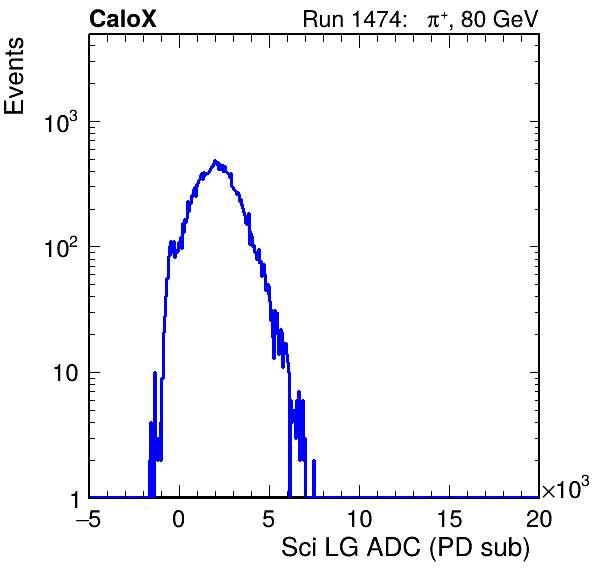 CaloX Run 1474: π⁺, 80 GeV
Events
10³
10²
10
1
−5 0 5 10 15 20 ×10³
Sci LG ADC (PD sub)